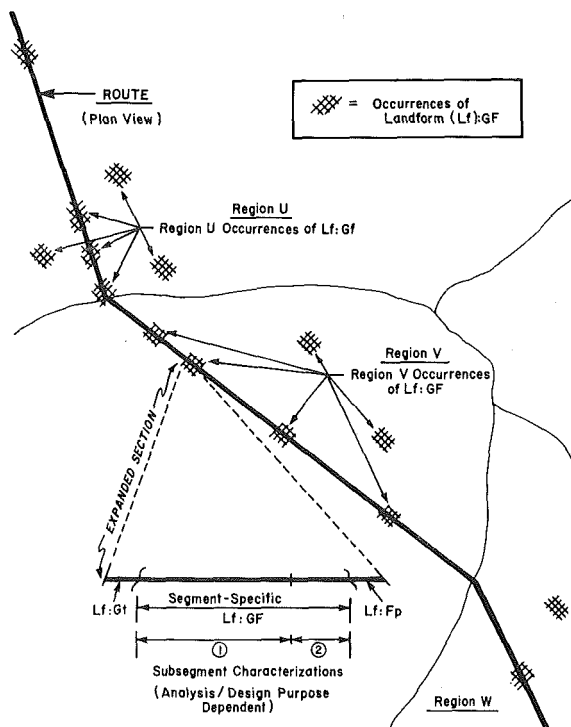 ROUTE
(Plan View)
= Occurrences of
Landform (Lf):GF
Region U
Region U Occurrences of Lf: Gf
Region V
Region V Occurrences
of Lf: GF
EXPANDED SECTION
Lf:Gt
Segment-Specific
Lf: GF
Lf:Fp
① ②
Subsegment Characterizations
(Analysis/Design Purpose
Dependent)
Region W